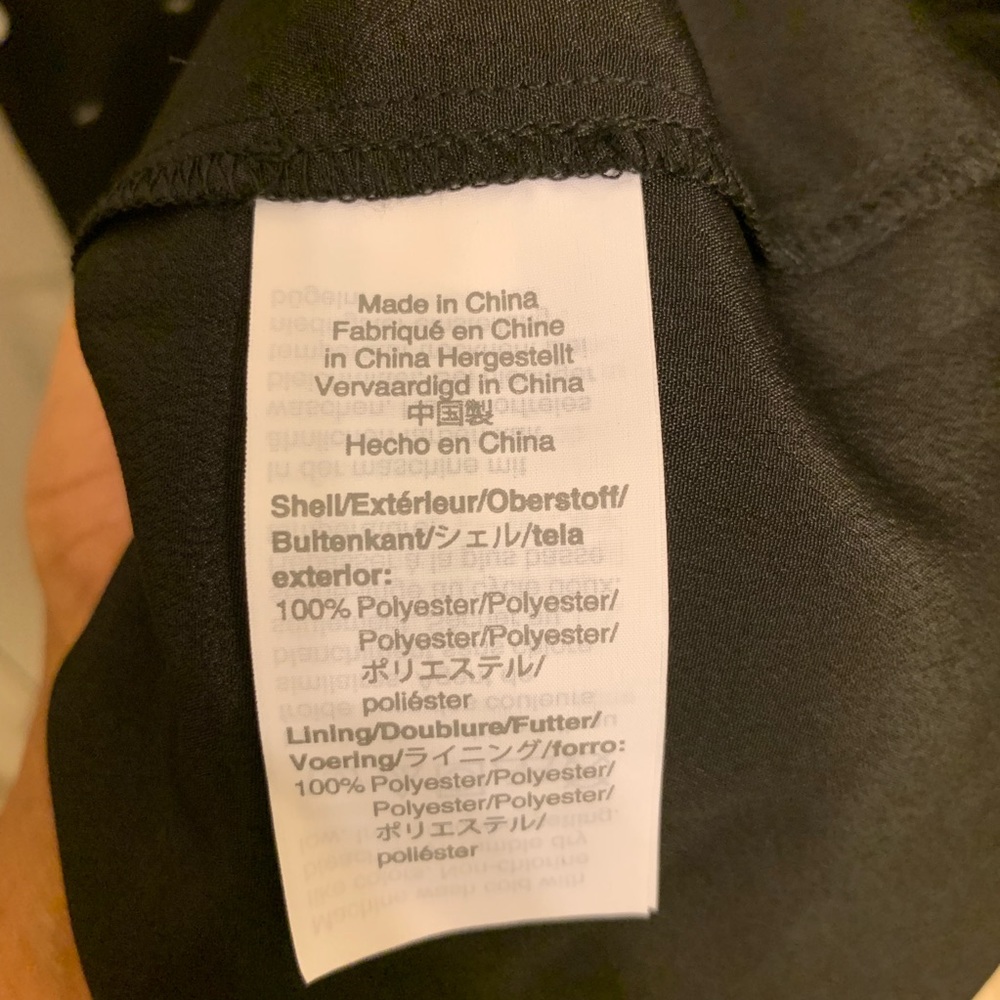 Made in China
Fabriqué en Chine
in China Hergestellt
Vervaardigd in China
中国製
Hecho en China
Shell/Extérieur/Oberstoff/
Buitenkant/シェル/tela
exterior:
100% Polyester/Polyester/
Polyester/Polyester/
ポリエステル/
poliéster
Lining/Doublure/Futter/
Voering/ライニング/forro:
100% Polyester/Polyester/
Polyester/Polyester/
ポリエステル/
poliéster